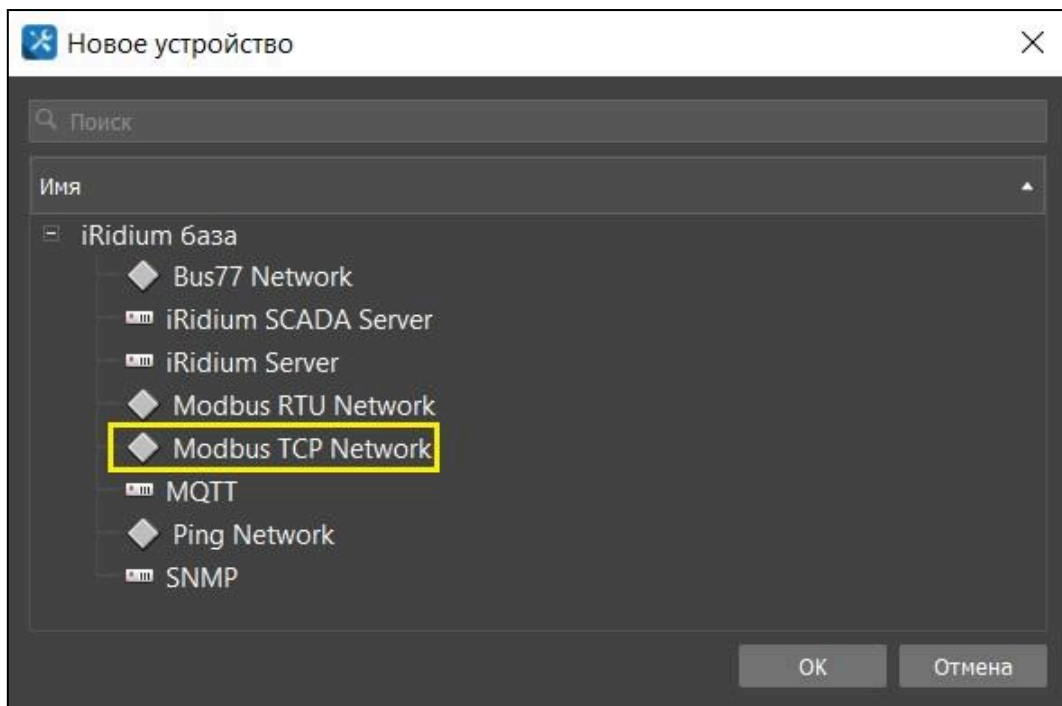 Новое устройство
Поиск
Имя
iRidium база
Bus77 Network
iRidium SCADA Server
iRidium Server
Modbus RTU Network
Modbus TCP Network
MQTT
Ping Network
SNMP
OK
Отмена